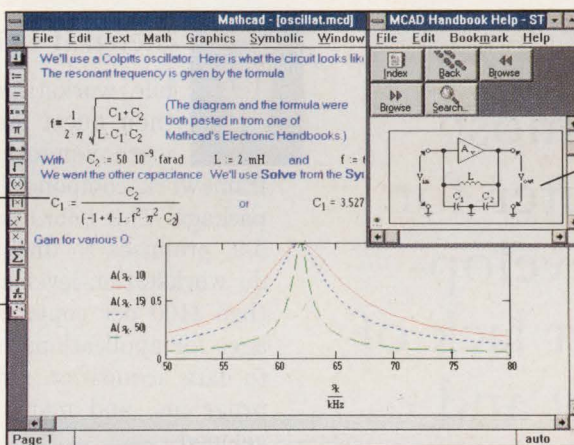 Mathcad - [oscillat.mcd]
File Edit Text Math Graphics Symbolic Window
We'll use a Colpitts oscillator. Here is what the circuit looks like
The resonant frequency is given by the formula
f = 1 / 2 π √ C₁+C₂ / L·C₁·C₂
(The diagram and the formula were
both pasted in from one of
Mathcad's Electronic Handbooks.)
With C₂ := 50 10⁻⁹ farad L := 2 mH and f :=
We want the other capacitance. We'll use Solve from the
C₁ = C₂ / (-1 + 4·L·f²·π²·C₂) or C₁ = 3.527
Gain for various Q:
A(s_k, 10)
A(s_k, 15)
A(s_k, 50)
1
0.5
0
50 55 60 65 70 75 80
s_k
kHz
Page 1
auto
MCAD Handbook Help - ST
File Edit Bookmark Help
Index Back Browse
Browse Search...
A
L
C₁ C₂